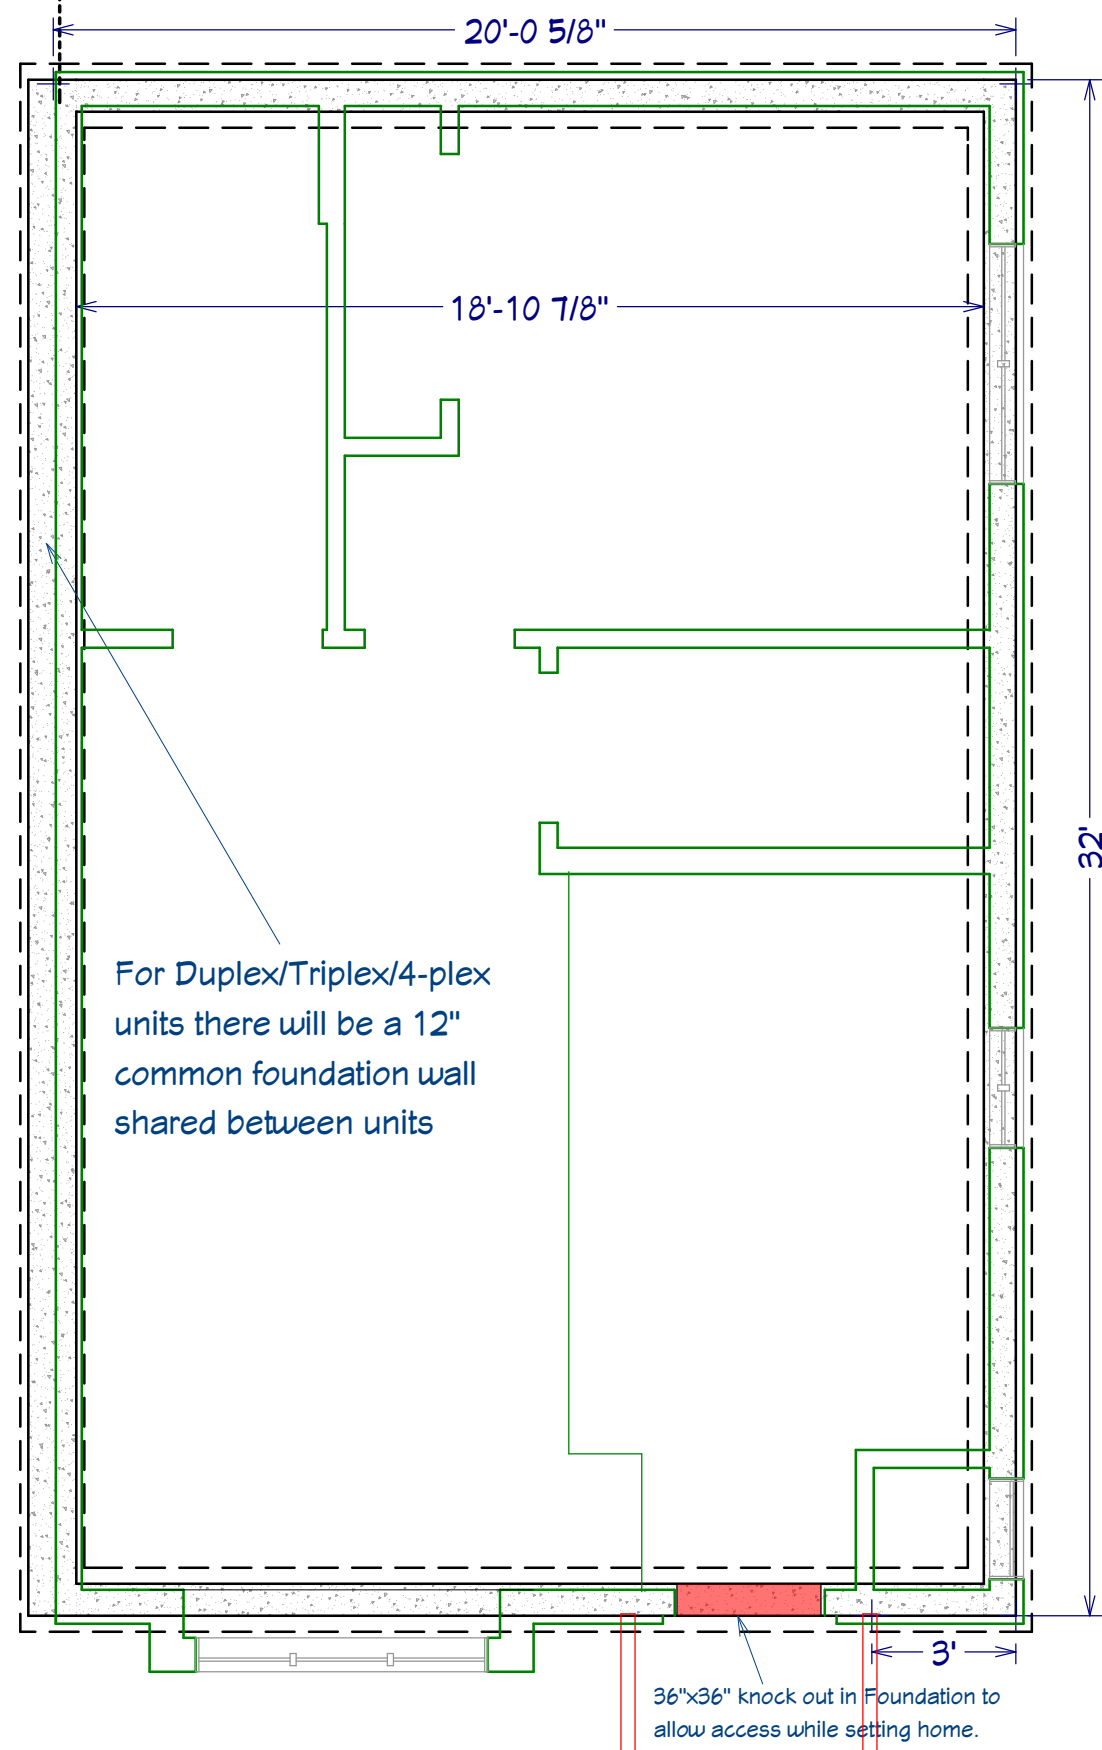 20'-0 5/8"
18'-10 7/8"
32'
For Duplex/Triplex/4-plex
units there will be a 12"
common foundation wall
shared between units
3'
36"x36" knock out in Foundation to
allow access while setting home.